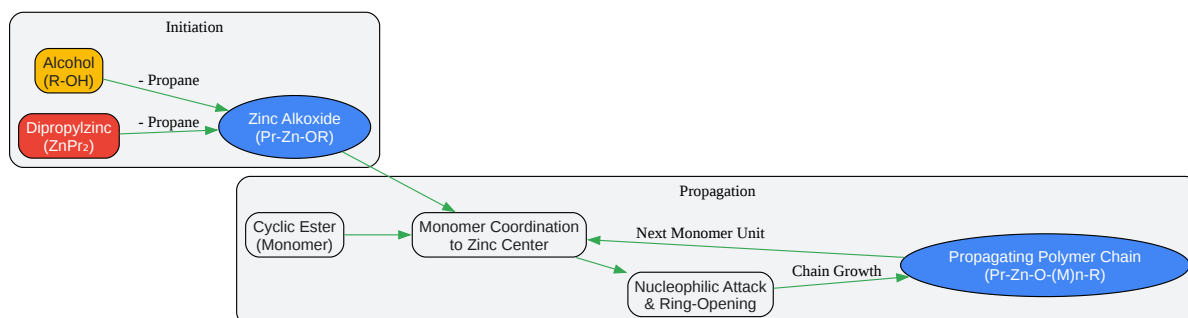 Initiation
Alcohol
(R-OH)
- Propane
Dipropylzinc
(ZnPr₂)
- Propane
Zinc Alkoxide
(Pr-Zn-OR)
Propagation
Cyclic Ester
(Monomer)
Monomer Coordination
to Zinc Center
Next Monomer Unit
Nucleophilic Attack
& Ring-Opening
Chain Growth
Propagating Polymer Chain
(Pr-Zn-O-(M)n-R)